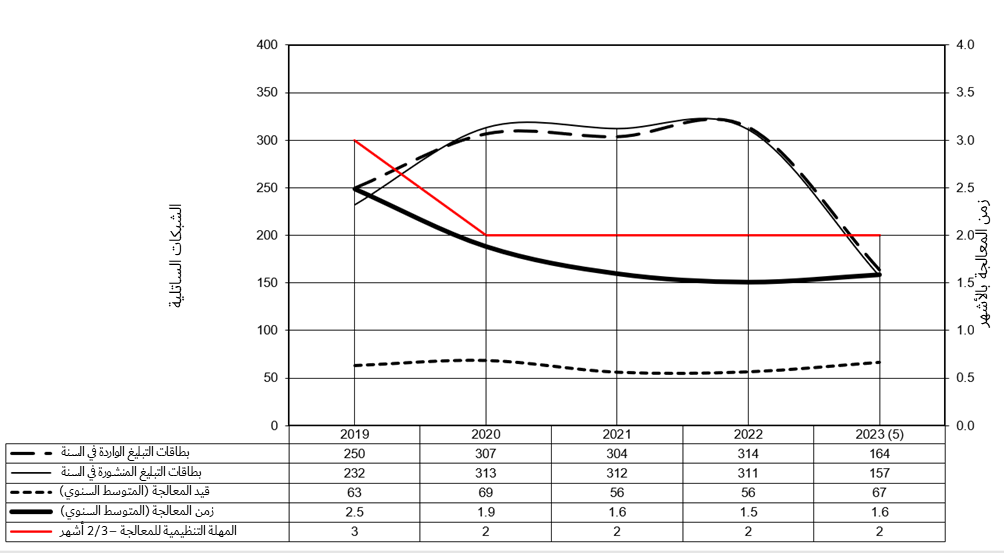 400 4.0
350 3.5
300 3.0
250 2.5
200 2.0
150 1.5
100 1.0
50 0.5
0 0.0
الشبكات الساتلية
زمن المعالجة بالأشهر
2019 2020 2021 2022 2023 (5)
بطاقات التبليغ الواردة في السنة 250 307 304 314 164
بطاقات التبليغ المنشورة في السنة 232 313 312 311 157
قيد المعالجة (المتوسط السنوي) 63 69 56 56 67
زمن المعالجة (المتوسط السنوي) 2.5 1.9 1.6 1.5 1.6
المهلة التنظيمية للمعالجة – 2/3 أشهر 3 2 2 2 2